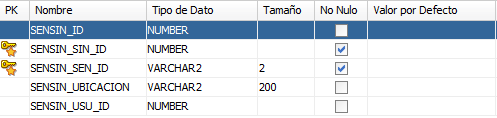 PK Nombre Tipo de Dato Tamaño No Nulo Valor por Defecto
SENSIN_ID NUMBER
SENSIN_SIN_ID NUMBER
SENSIN_SEN_ID VARCHAR2 2
SENSIN_UBICACION VARCHAR2 200
SENSIN_USU_ID NUMBER